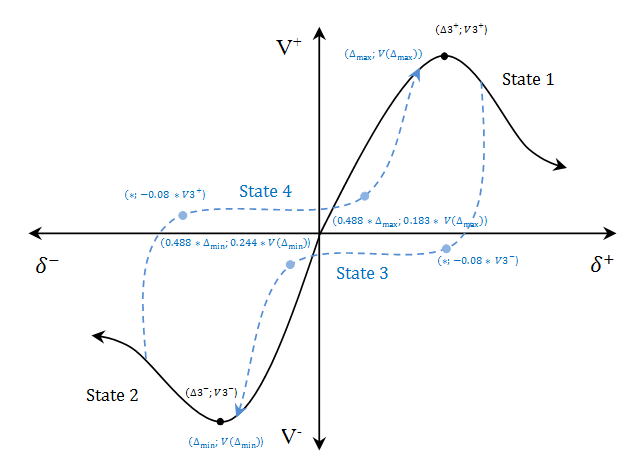 (Δ3⁺; V3⁺)
V⁺
(Δmax; V(Δmax))
State 1
(*; −0.08 * V3⁺)
State 4
(0.488 * Δmax; 0.183 * V(Δmax))
(0.488 * Δmin; 0.244 * V(Δmin))
δ⁻
State 3
(*; −0.08 * V3⁻)
δ⁺
State 2
(Δ3⁻; V3⁻)
(Δmin; V(Δmin))
V-